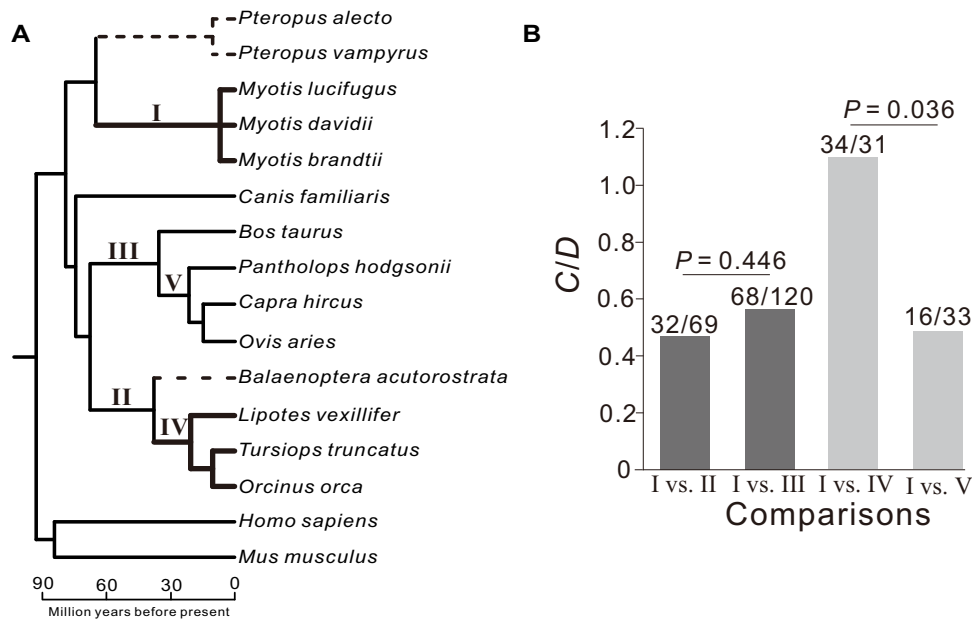 A
Pteropus alecto
Pteropus vampyrus
Myotis lucifugus
I
Myotis davidii
Myotis brandtii
Canis familiaris
Bos taurus
III
Pantholops hodgsonii
V
Capra hircus
Ovis aries
Balaenoptera acutorostrata
II
Lipotes vexillifer
IV
Tursiops truncatus
Orcinus orca
Homo sapiens
Mus musculus
90 60 30 0
Million years before present
B
P = 0.036
1.2
34/31
1.0
0.8
P = 0.446
C/D
68/120
0.6
32/69
16/33
0.4
0.2
0
I vs. II I vs. III I vs. IV I vs. V
Comparisons